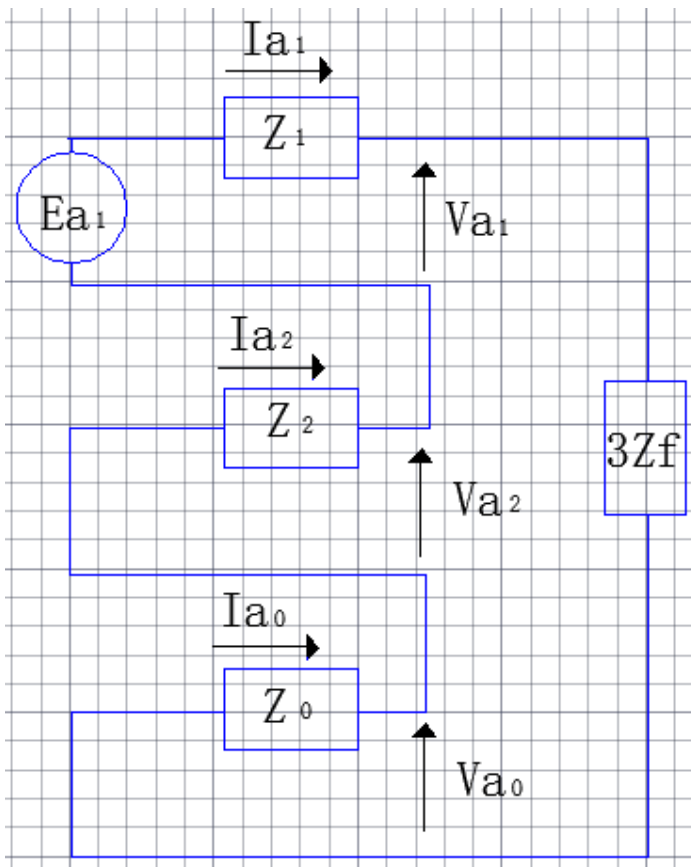 Ia₁
Z₁
Ea₁
Va₁
Ia₂
Z₂
3Zf
Va₂
Ia₀
Z₀
Va₀